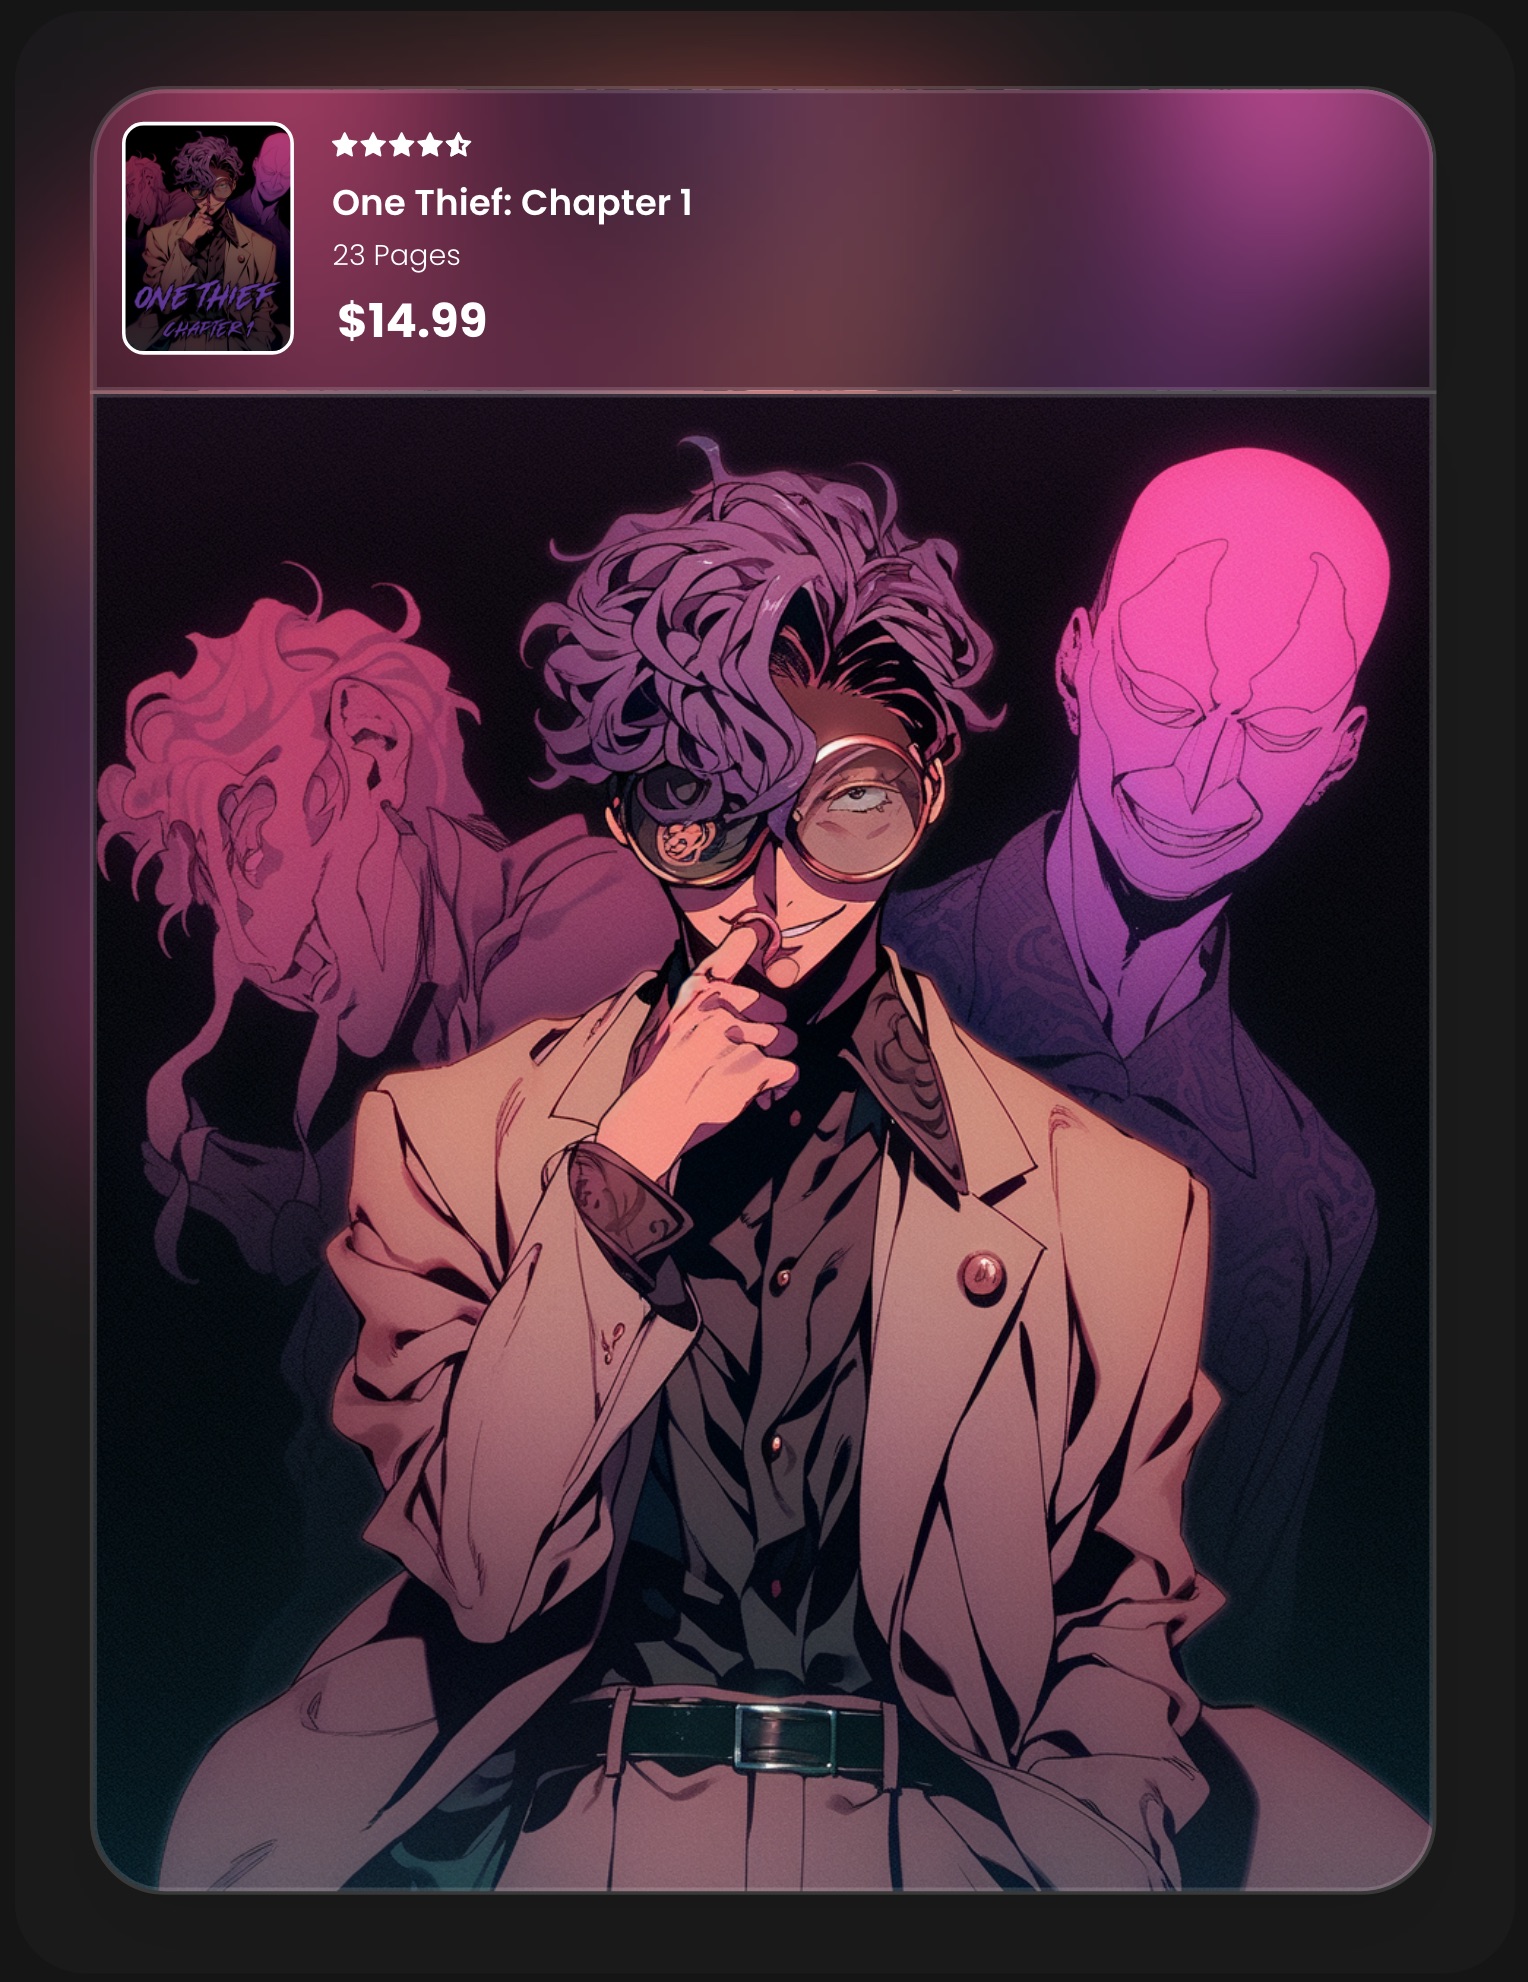 One Thief: Chapter 1
23 Pages
$14.99
ONE THIEF
CHAPTER 1